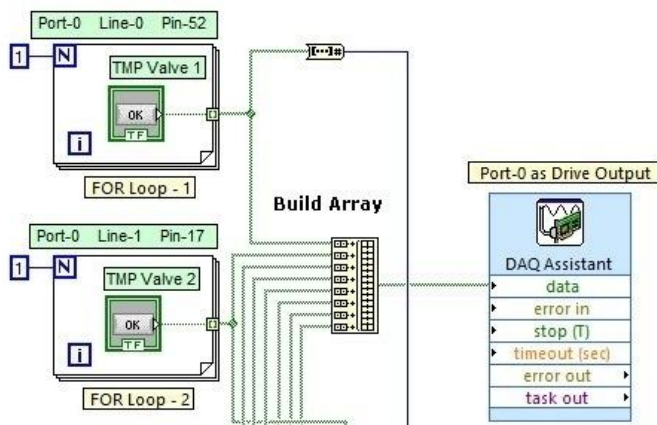 Port-0 Line-0 Pin-52
1
N
TMP Valve 1
OK
TF
i
FOR Loop - 1
[...]#
Port-0 Line-1 Pin-17
1
N
TMP Valve 2
OK
TF
i
FOR Loop - 2
Build Array
Port-0 as Drive Output
DAQ Assistant
data
error in
stop (T)
timeout (sec)
error out
task out